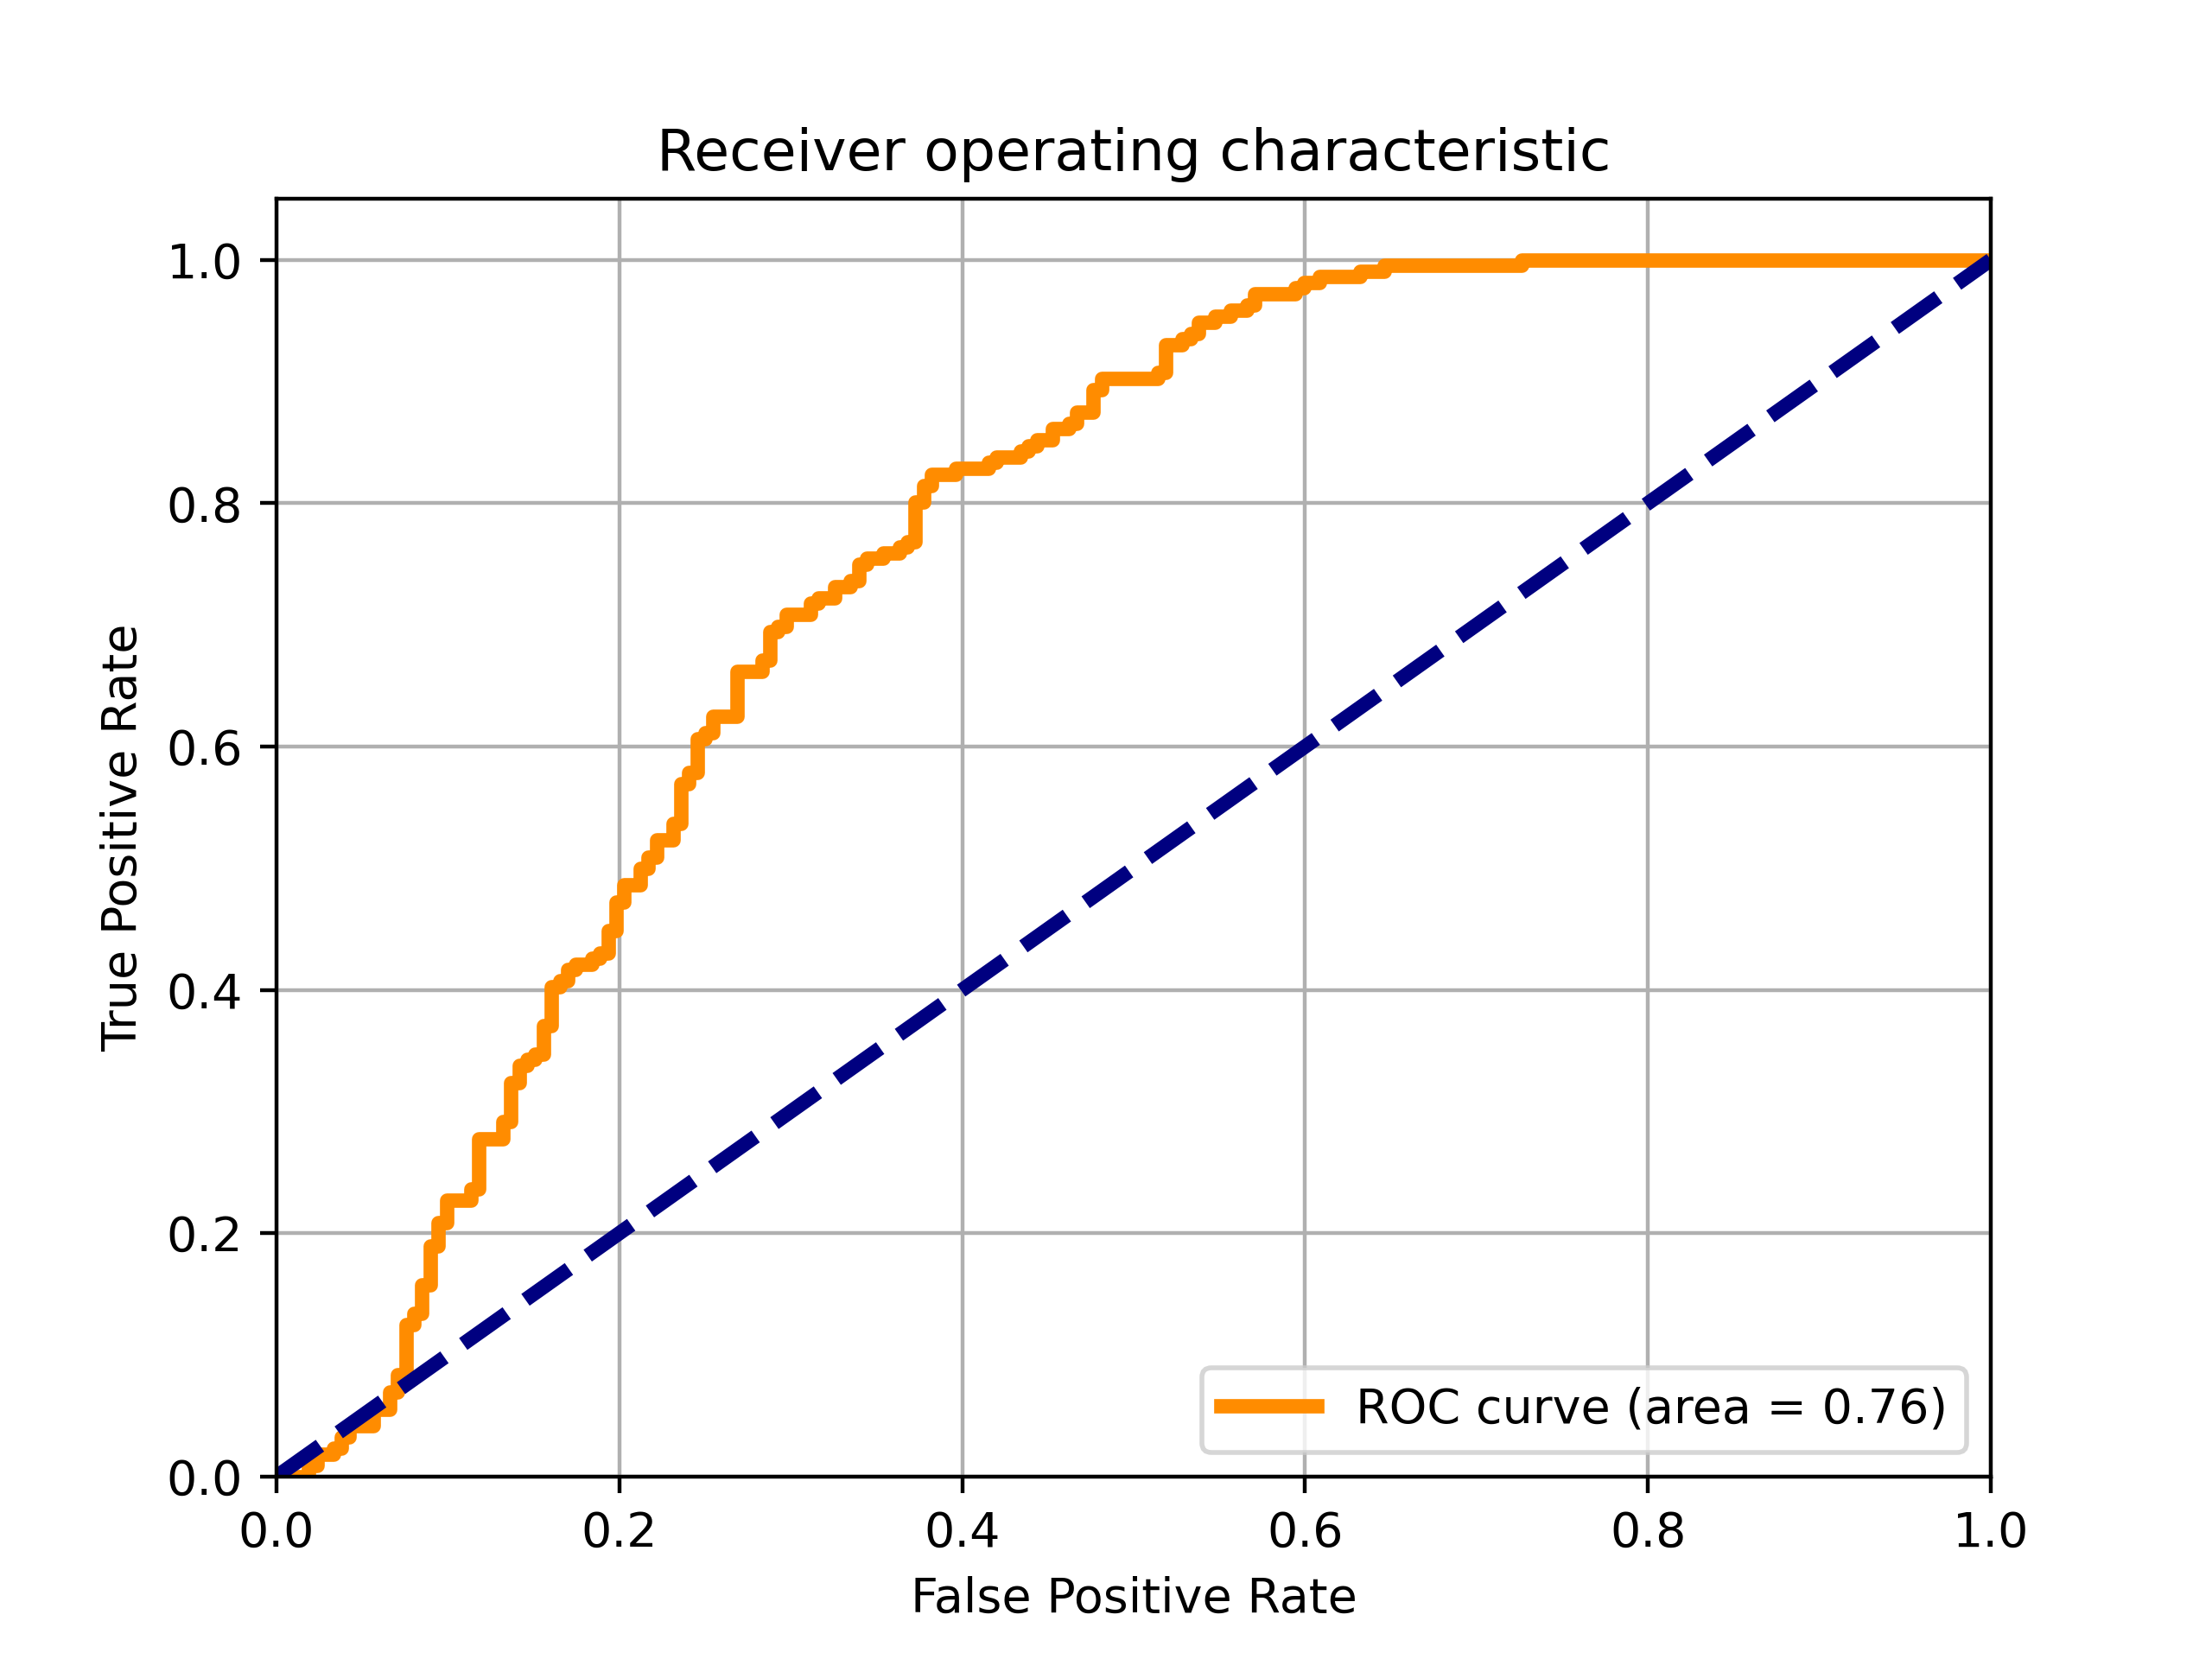 Receiver operating characteristic
1.0
0.8
0.6
0.4
0.2
0.0
True Positive Rate
ROC curve (area = 0.76)
0.0 0.2 0.4 0.6 0.8 1.0
False Positive Rate